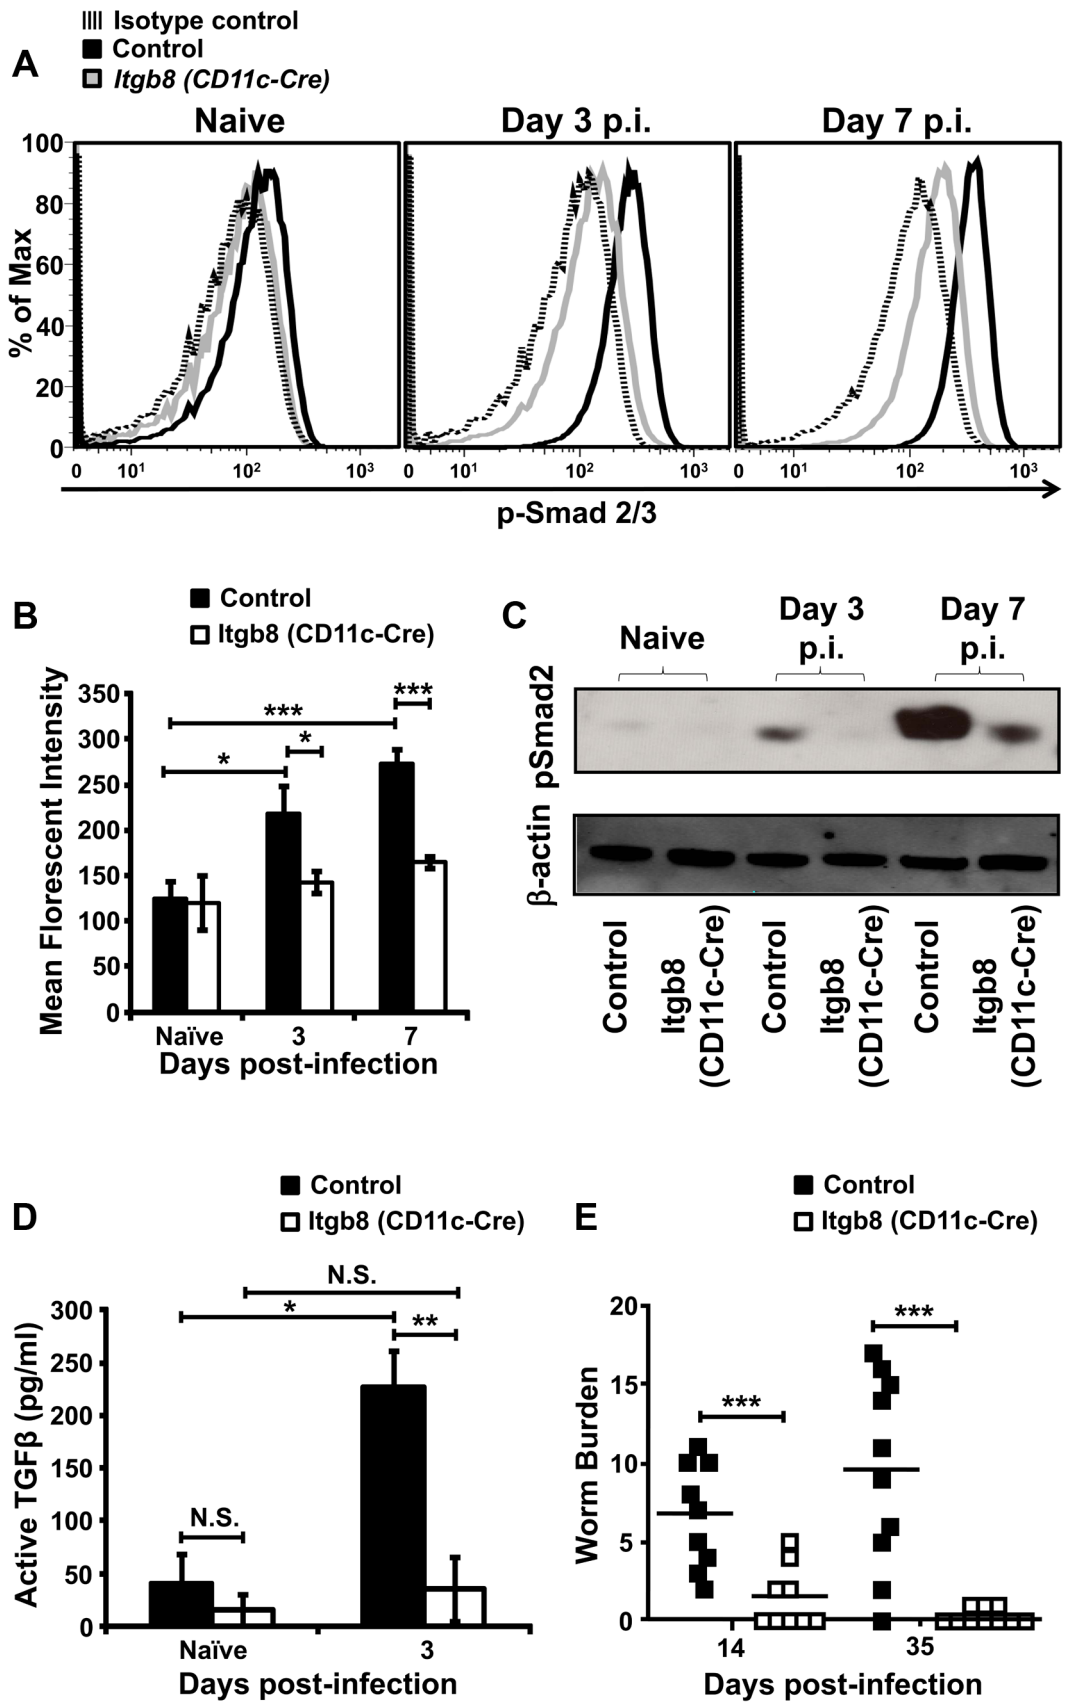 Isotype control
Control
Itgb8 (CD11c-Cre)
A
Naive
Day 3 p.i.
Day 7 p.i.
% of Max
100
80
60
40
20
0
0 10¹ 10² 10³
0 10¹ 10² 10³
0 10¹ 10² 10³
p-Smad 2/3
B
Control
Itgb8 (CD11c-Cre)
Mean Florescent Intensity
350
300
250
200
150
100
50
0
***
***
*
*
Naïve 3 7
Days post-infection
C
Naive
Day 3
p.i.
Day 7
p.i.
pSmad2
β-actin
Control
Itgb8
(CD11c-Cre)
Control
Itgb8
(CD11c-Cre)
Control
Itgb8
(CD11c-Cre)
D
Control
Itgb8 (CD11c-Cre)
Active TGFβ (pg/ml)
300
250
200
150
100
50
0
N.S.
*
**
N.S.
Naïve 3
Days post-infection
E
Control
Itgb8 (CD11c-Cre)
Worm Burden
20
15
10
5
0
***
***
14 35
Days post-infection